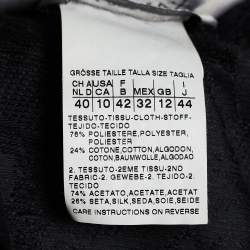 GRÖSSE TAILLE TALLA SIZE TAGLIA
CH A USA F MEX GB I
NL D CA B J
40 10 42 32 12 44
TESSUTO-TISSU-CLOTH-STOFF-
TEJIDO-TECIDO
76% POLIESTERE, POLYESTER,
POLIESTER
24% COTONE, COTTON, ALGODON,
COTON, BAUMWOLLE, ALGODAO
2. TESSUTO-2EME TISSU-2ND
FABRIC-2. GEWEBE-2. TEJIDO
2-TECIDO
74% ACETATO, ACETATE, ACETAT
26% SETA, SILK, SEDA, SOIE, SEIDE
CARE INSTRUCTIONS ON REVERSE